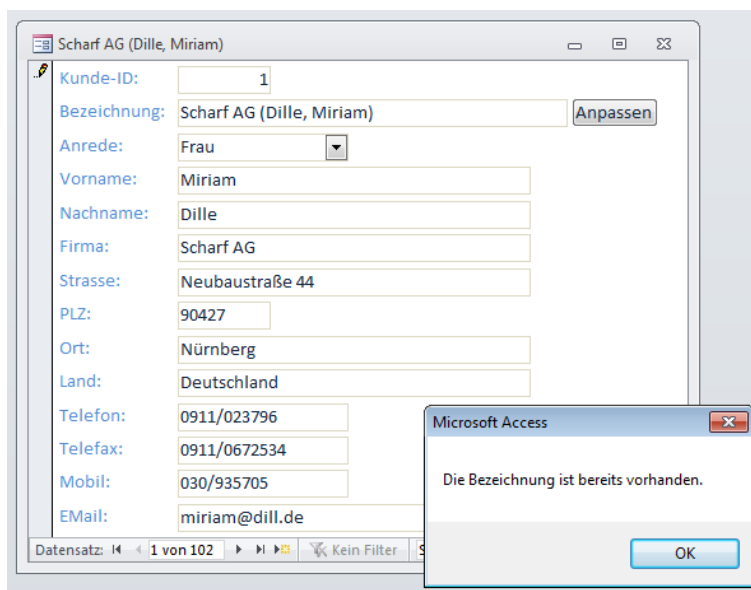 Scharf AG (Dille, Miriam)
Kunde-ID: 1
Bezeichnung: Scharf AG (Dille, Miriam) Anpassen
Anrede: Frau
Vorname: Miriam
Nachname: Dille
Firma: Scharf AG
Strasse: Neubaustraße 44
PLZ: 90427
Ort: Nürnberg
Land: Deutschland
Telefon: 0911/023796
Telefax: 0911/0672534
Mobil: 030/935705
EMail: miriam@dill.de
Datensatz: 1 von 102 Kein Filter
Microsoft Access
Die Bezeichnung ist bereits vorhanden.
OK